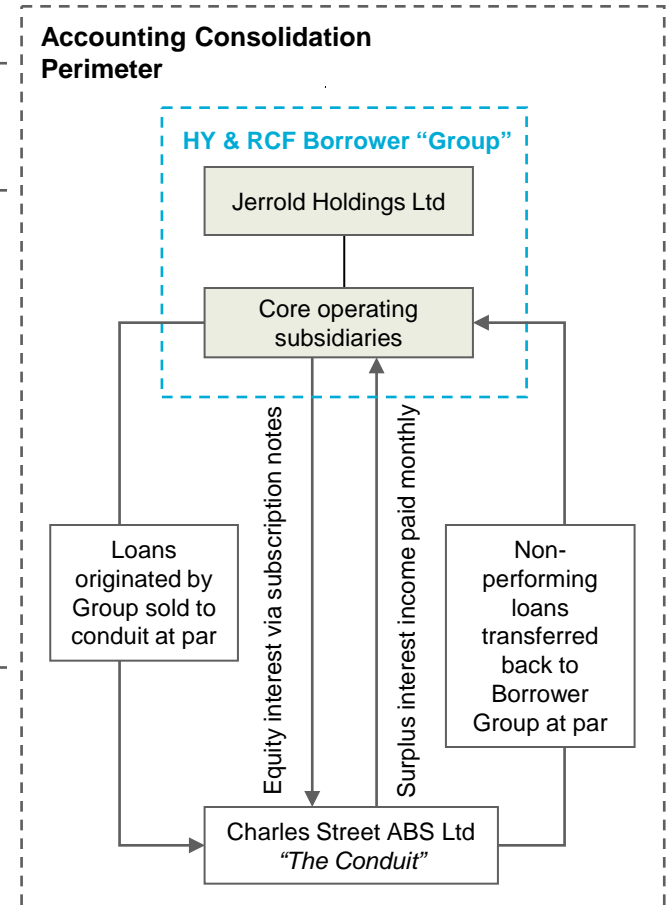 Accounting Consolidation
Perimeter
HY & RCF Borrower “Group”
Jerrold Holdings Ltd
Core operating
subsidiaries
Equity interest via subscription notes
Surplus interest income paid monthly
Loans
originated by
Group sold to
conduit at par
Non-
performing
loans
transferred
back to
Borrower
Group at par
Charles Street ABS Ltd
“The Conduit”